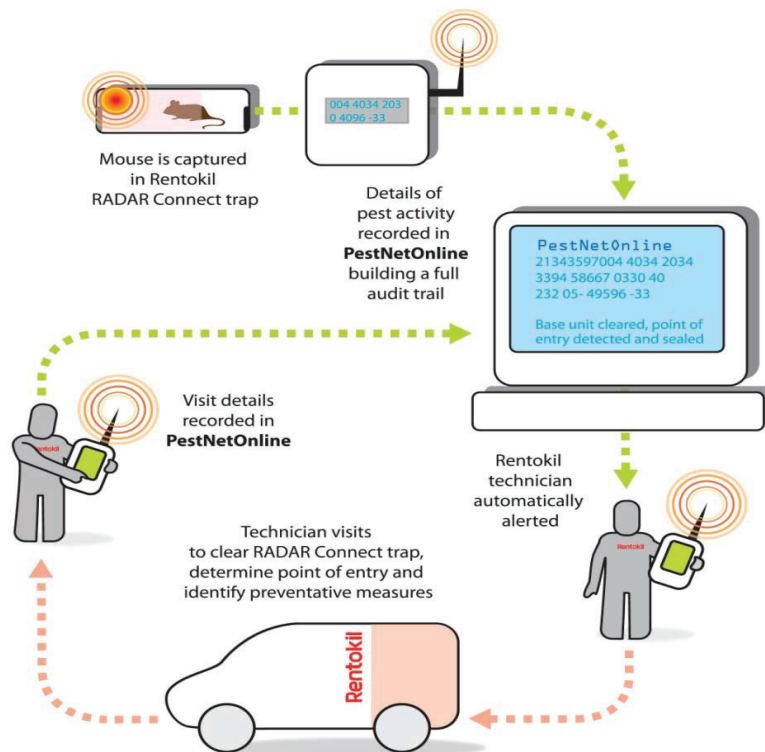 004 4034 203
0 4096 -33
Mouse is captured
in Rentokil
RADAR Connect trap
Details of
pest activity
recorded in
PestNetOnline
building a full
audit trail
PestNetOnline
21343597004 4034 2034
3394 58667 0330 40
232 05- 49596 -33
Base unit cleared, point of
entry detected and sealed
Rentokil
technician
automatically
alerted
Rentokil
Technician visits
to clear RADAR Connect trap,
determine point of entry and
identify preventative measures
Rentokil
Visit details
recorded in
PestNetOnline
Rentokil